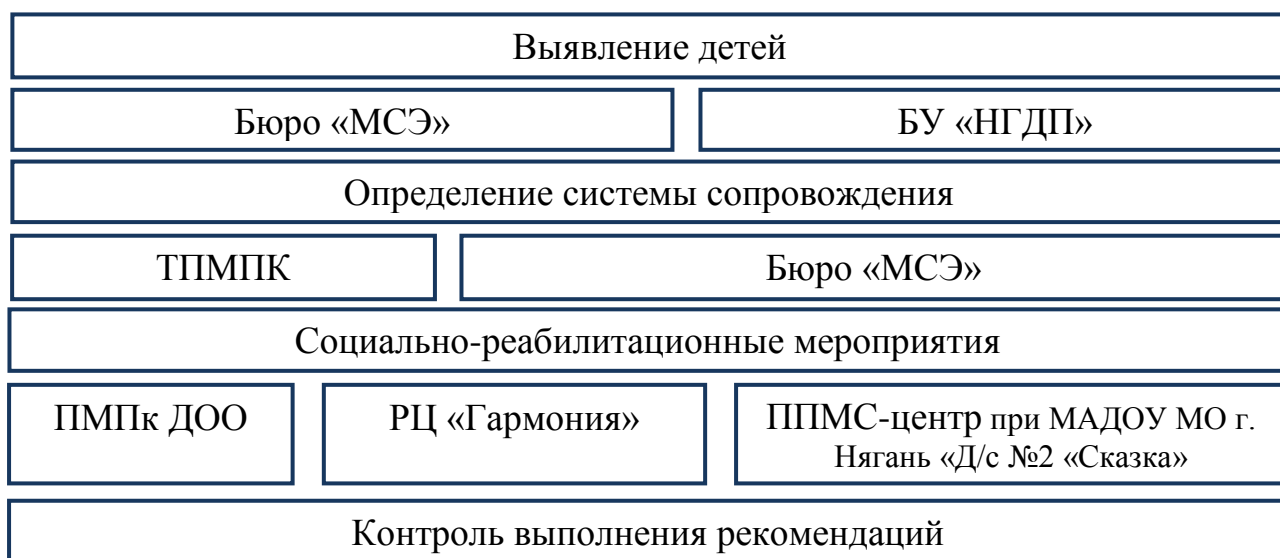 Выявление детей
Бюро «МСЭ»
БУ «НГДП»
Определение системы сопровождения
ТПМПК
Бюро «МСЭ»
Социально-реабилитационные мероприятия
ПМПк ДОО
РЦ «Гармония»
ППМС-центр при МАДОУ МО г.
Нягань «Д/с №2 «Сказка»
Контроль выполнения рекомендаций